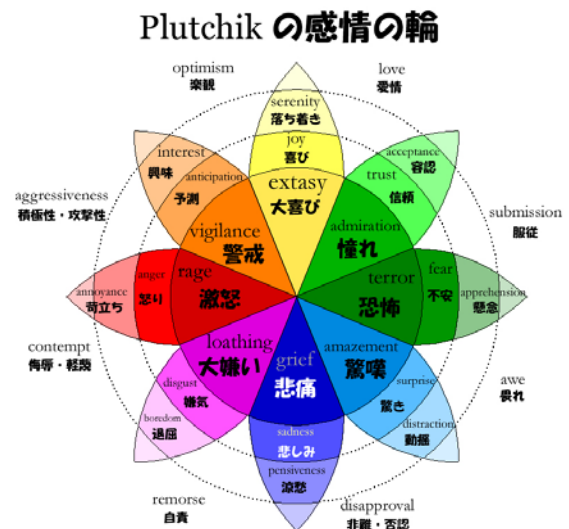 Plutchik の感情の輪
optimism
楽観
love
愛情
serenity
落ち着き
joy
喜び
extasy
大喜び
interest
興味
anticipation
予測
vigilance
警戒
acceptance
容認
trust
信頼
admiration
憧れ
aggressiveness
積極性・攻撃性
submission
服従
annoyance
苛立ち
anger
怒り
rage
激怒
terror
恐怖
fear
不安
apprehension
懸念
contempt
侮辱・軽蔑
awe
畏れ
loathing
大嫌い
disgust
嫌気
boredom
退屈
grief
悲痛
sadness
悲しみ
pensiveness
涼愁
amazement
驚嘆
surprise
驚き
distraction
動揺
remorse
自責
disapproval
非難・否認